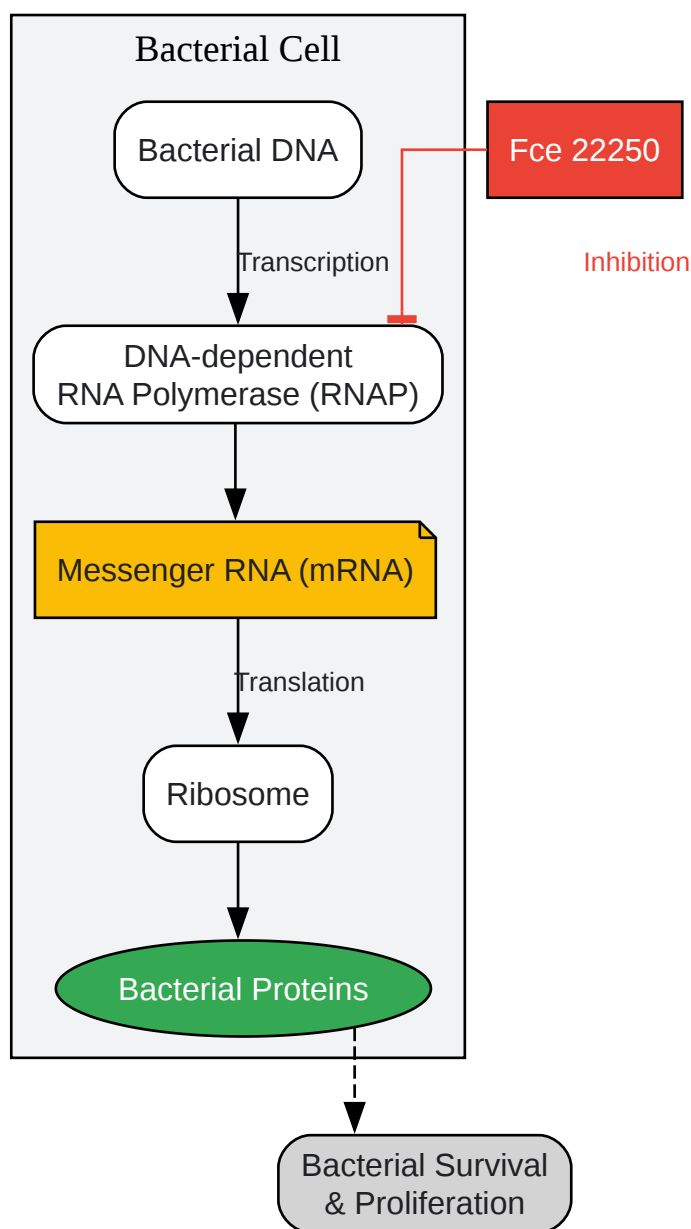 Bacterial Cell
Bacterial DNA
Fce 22250
Transcription
Inhibition
DNA-dependent
RNA Polymerase (RNAP)
Messenger RNA (mRNA)
Translation
Ribosome
Bacterial Proteins
Bacterial Survival
& Proliferation